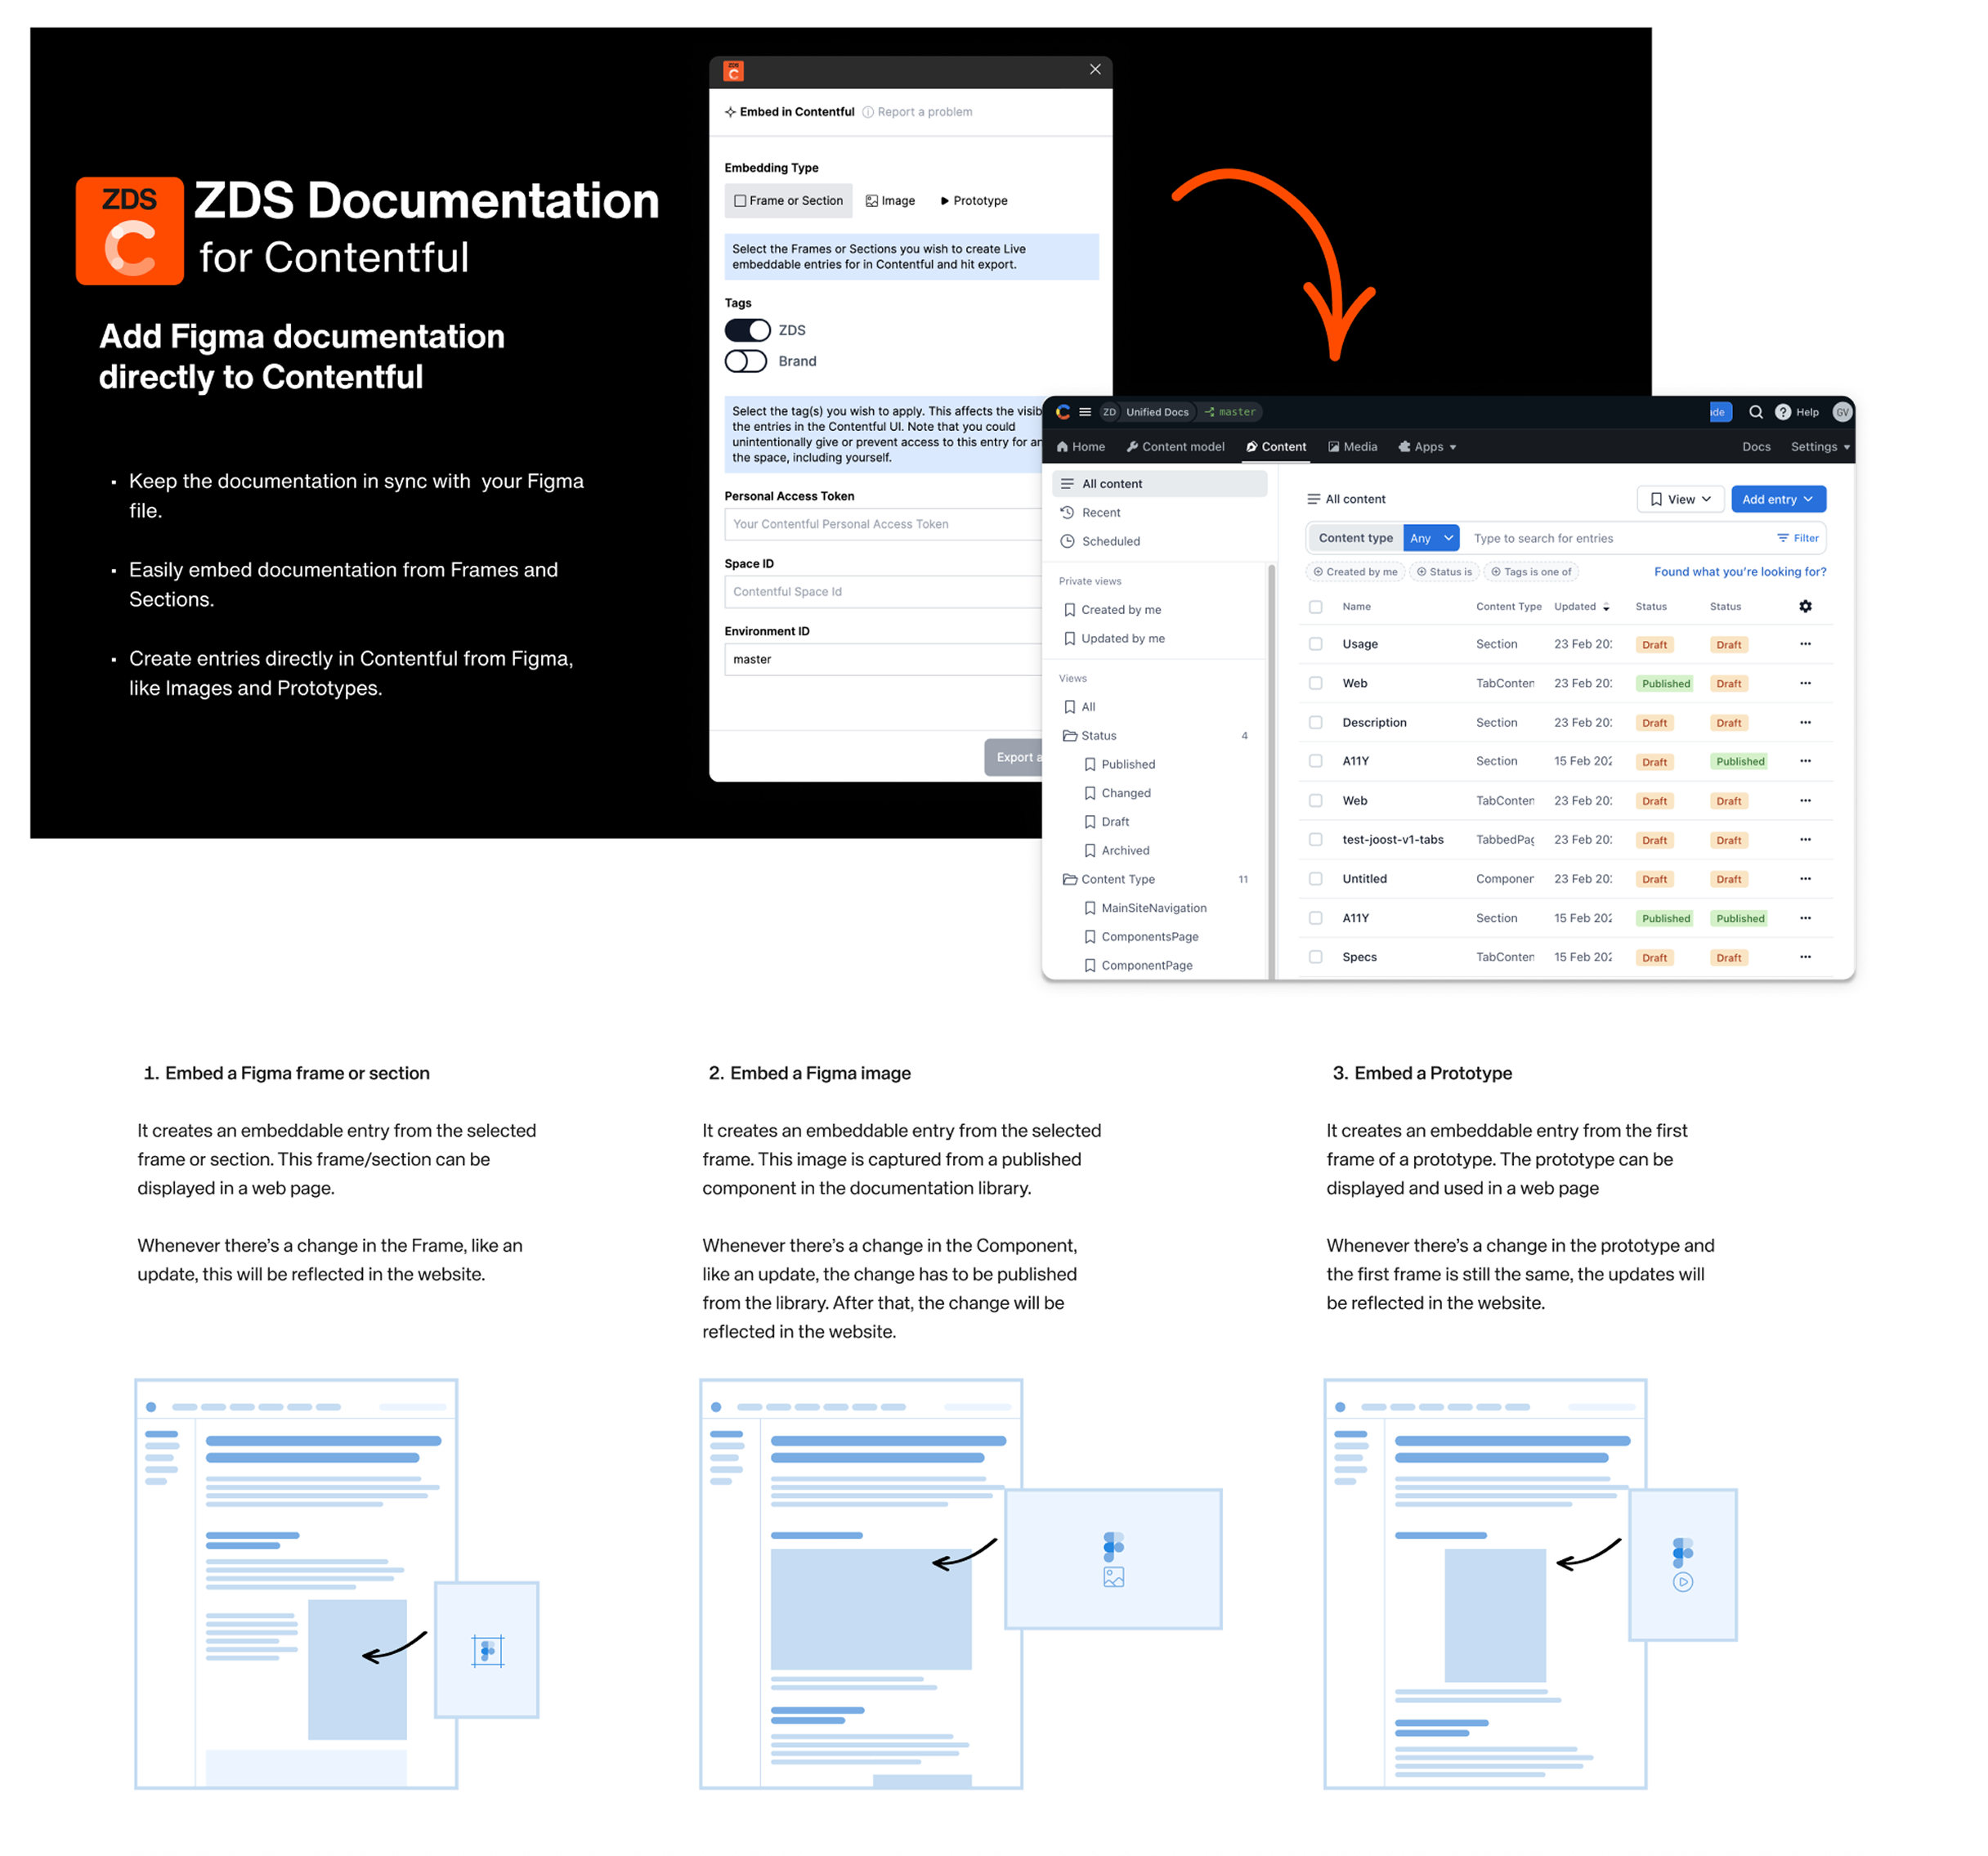 ZDS
C
ZDS Documentation
for Contentful
Add Figma documentation
directly to Contentful
▪ Keep the documentation in sync with your Figma
file.
▪ Easily embed documentation from Frames and
Sections.
▪ Create entries directly in Contentful from Figma,
like Images and Prototypes.
ZDS
C
Embed in Contentful Report a problem
Embedding Type
Frame or Section Image Prototype
Select the Frames or Sections you wish to create Live
embeddable entries for in Contentful and hit export.
Tags
ZDS
Brand
Select the tag(s) you wish to apply. This affects the visib
the entries in the Contentful UI. Note that you could
unintentionally give or prevent access to this entry for an
the space, including yourself.
Personal Access Token
Your Contentful Personal Access Token
Space ID
Contentful Space Id
Environment ID
master
Export a
ZD Unified Docs master de Help GV
Home Content model Content Media Apps Docs Settings
All content
Recent
Scheduled
Private views
Created by me
Updated by me
Views
All
Status 4
Published
Changed
Draft
Archived
Content Type 11
MainSiteNavigation
ComponentsPage
ComponentPage
All content View Add entry
Content type Any Type to search for entries Filter
Created by me Status is Tags is one of Found what you're looking for?
Name Content Type Updated Status Status
Usage Section 23 Feb 20 Draft Draft
Web TabConten 23 Feb 20 Published Draft
Description Section 23 Feb 20 Draft Draft
A11Y Section 15 Feb 202 Draft Published
Web TabConten 23 Feb 20 Draft Draft
test-joost-v1-tabs TabbedPag 23 Feb 20 Draft Draft
Untitled Componen 23 Feb 20 Draft Draft
A11Y Section 15 Feb 202 Published Published
Specs TabConten 15 Feb 202 Draft Draft
1. Embed a Figma frame or section
It creates an embeddable entry from the selected
frame or section. This frame/section can be
displayed in a web page.
Whenever there's a change in the Frame, like an
update, this will be reflected in the website.
2. Embed a Figma image
It creates an embeddable entry from the selected
frame. This image is captured from a published
component in the documentation library.
Whenever there's a change in the Component,
like an update, the change has to be published
from the library. After that, the change will be
reflected in the website.
3. Embed a Prototype
It creates an embeddable entry from the first
frame of a prototype. The prototype can be
displayed and used in a web page
Whenever there's a change in the prototype and
the first frame is still the same, the updates will
be reflected in the website.